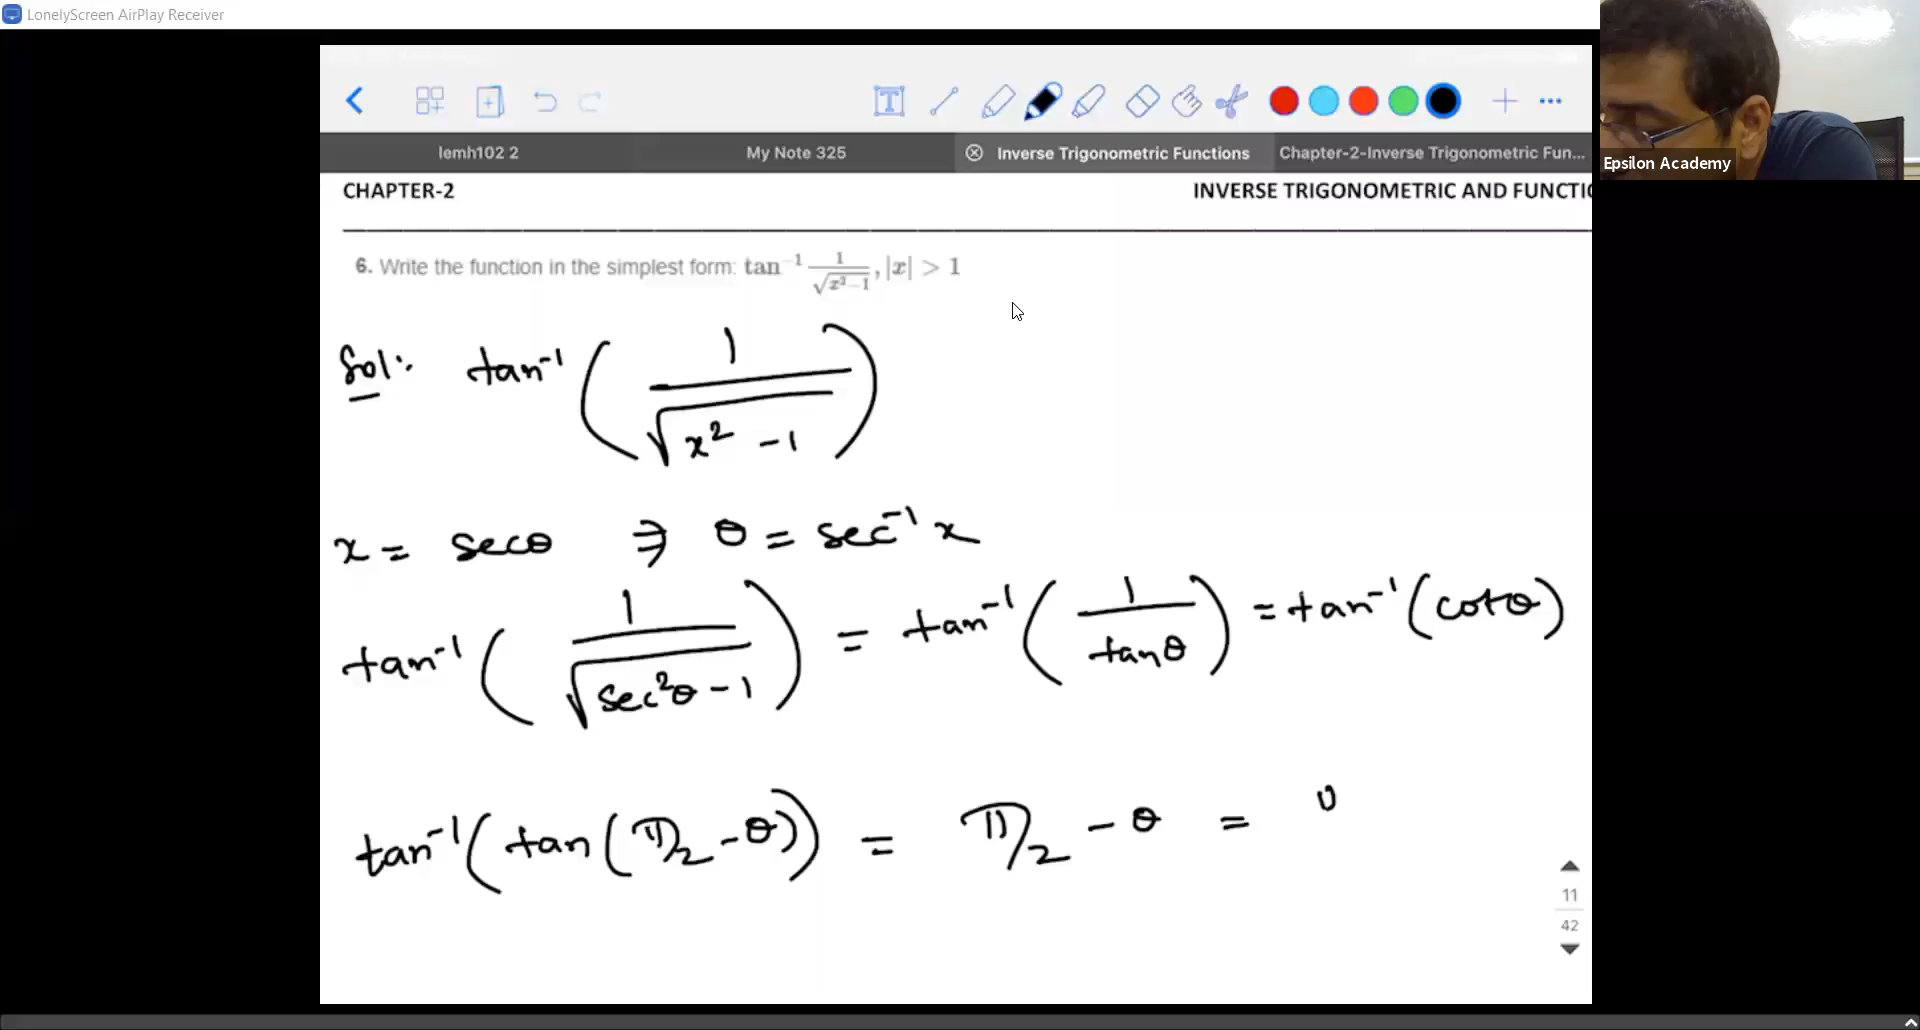 LonelyScreen AirPlay Receiver
T
lemh102 2
My Note 325
Inverse Trigonometric Functions
Chapter-2-Inverse Trigonometric Fun...
Epsilon Academy
CHAPTER-2
INVERSE TRIGONOMETRIC AND FUNCTI
6. Write the function in the simplest form: tan⁻¹ 1/√(x²−1), |x| > 1
Sol: tan⁻¹(1/√(x² − 1))
x = secθ ⇒ θ = sec⁻¹ x
tan⁻¹(1/√(sec²θ − 1)) = tan⁻¹(1/tanθ) = tan⁻¹(cotθ)
tan⁻¹(tan(π/2 − θ)) = π/2 − θ =
11
42